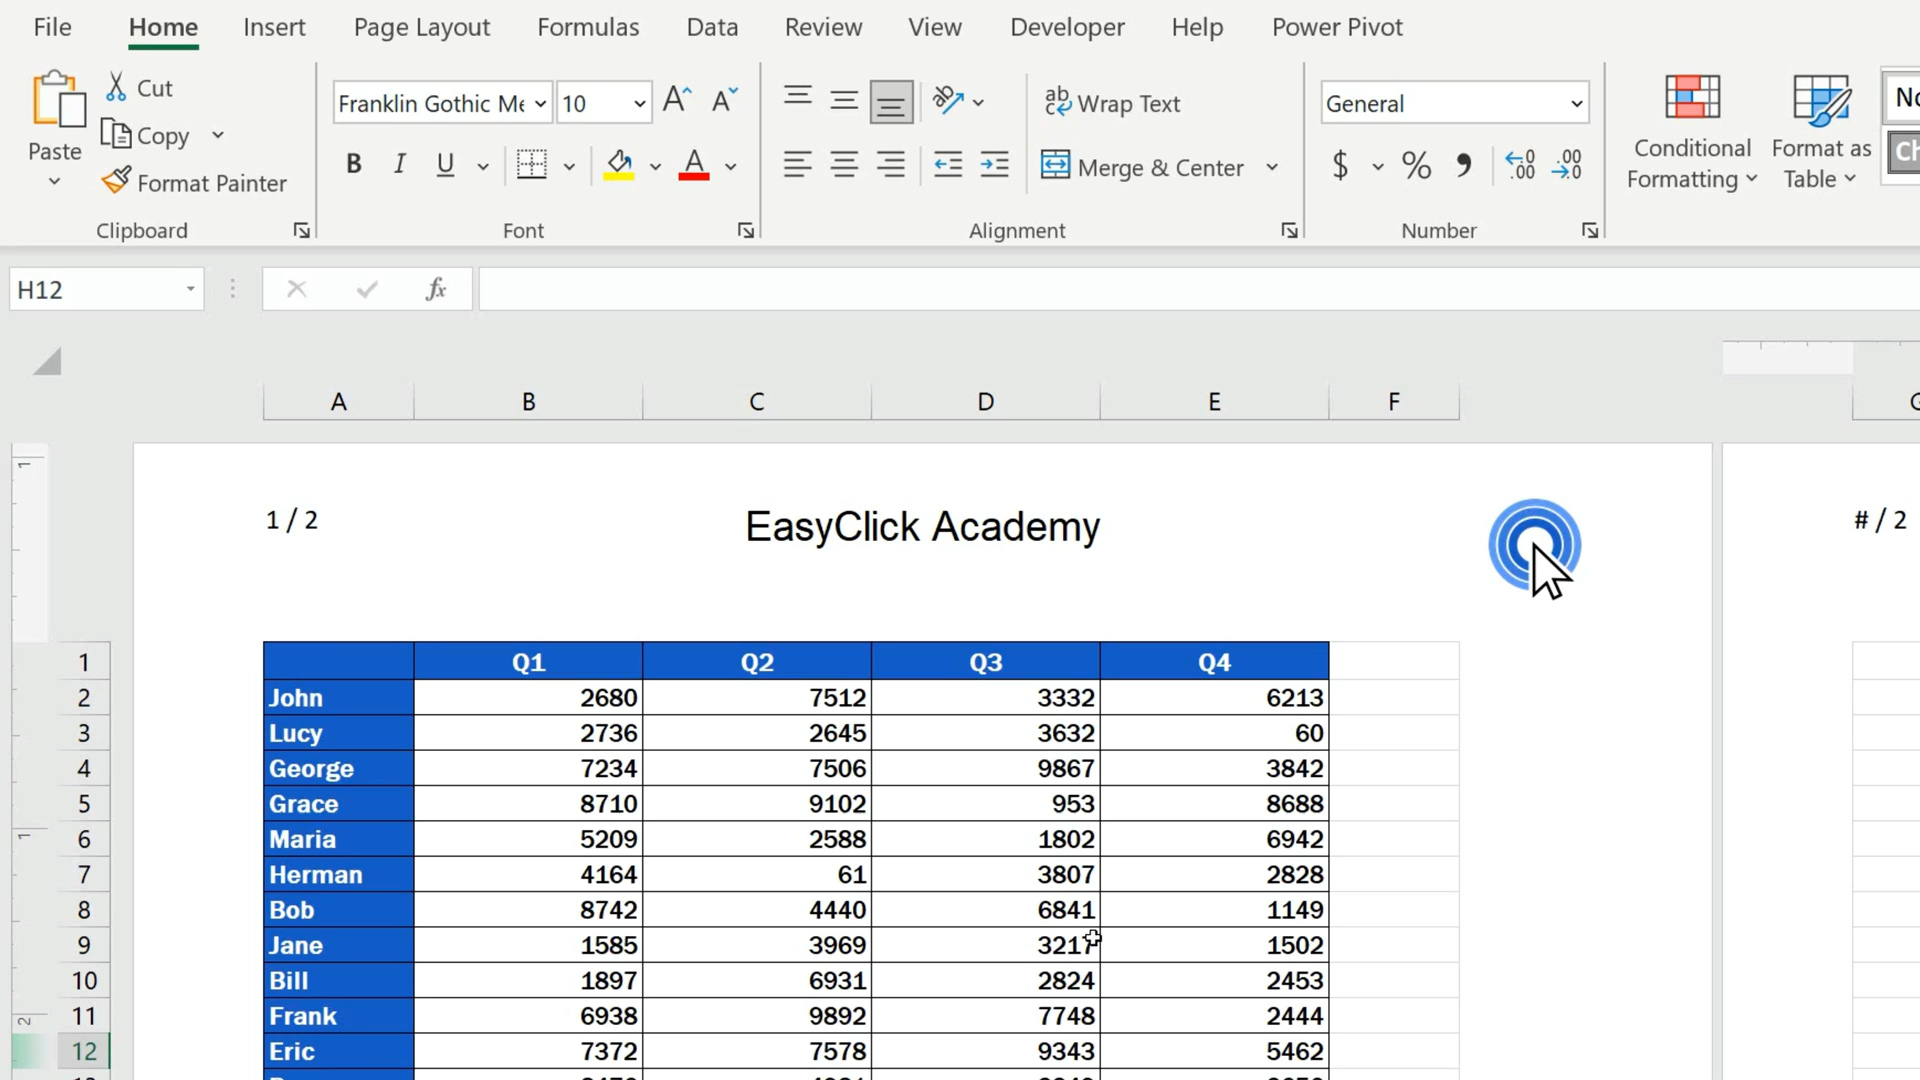 File Home Insert Page Layout Formulas Data Review View Developer Help Power Pivot
Paste
Cut
Copy
Format Painter
Clipboard
Franklin Gothic Me 10
B I U
Font
ab Wrap Text
Merge & Center
Alignment
General
$ % , .00 .00
Number
Conditional Formatting
Format as Table
H12
fx
A B C D E F
1 / 2
EasyClick Academy
# / 2
1 Q1 Q2 Q3 Q4
2 John 2680 7512 3332 6213
3 Lucy 2736 2645 3632 60
4 George 7234 7506 9867 3842
5 Grace 8710 9102 953 8688
6 Maria 5209 2588 1802 6942
7 Herman 4164 61 3807 2828
8 Bob 8742 4440 6841 1149
9 Jane 1585 3969 3217 1502
10 Bill 1897 6931 2824 2453
11 Frank 6938 9892 7748 2444
12 Eric 7372 7578 9343 5462